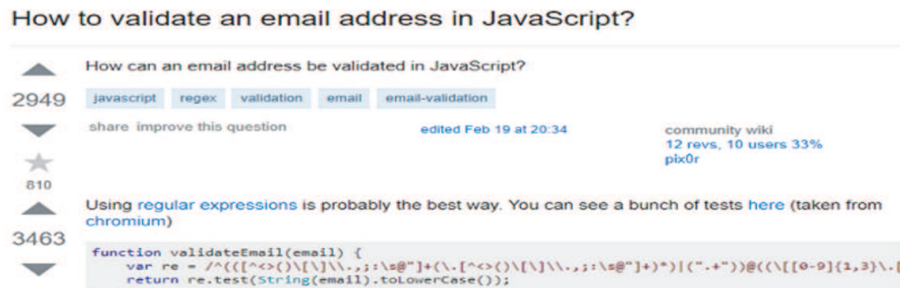 How to validate an email address in JavaScript?
How can an email address be validated in JavaScript?
2949
javascript regex validation email email-validation
share improve this question
edited Feb 19 at 20:34
community wiki
12 revs, 10 users 33%
pix0r
810
Using regular expressions is probably the best way. You can see a bunch of tests here (taken from
chromium)
3463
function validateEmail(email) {
var re = /^(([^<>()\[\]\\.,;:\s@"]+(\.[^<>()\[\]\\.,;:\s@"]+)*)|(".+"))@((\[[0-9]{1,3}\.[
return re.test(String(email).toLowerCase());